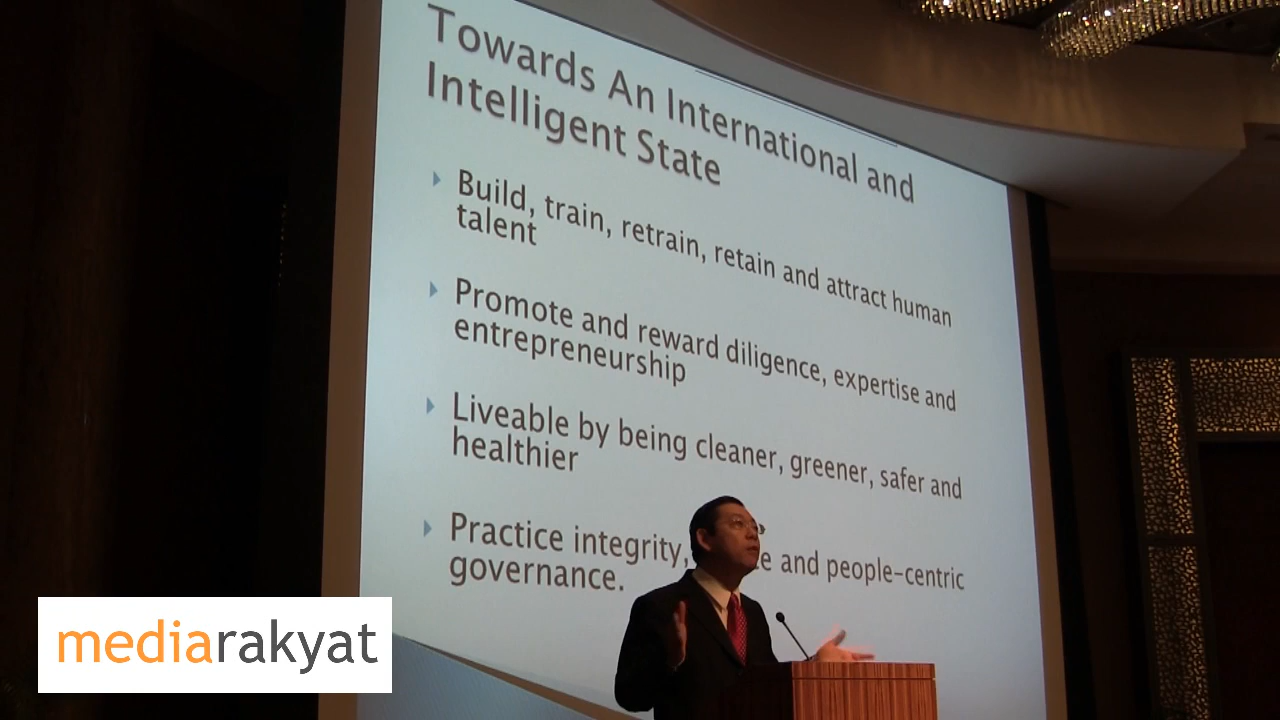 Towards An International and
Intelligent State
Build, train, retrain, retain and attract human
talent
Promote and reward diligence, expertise and
entrepreneurship
Liveable by being cleaner, greener, safer and
healthier
Practice integrity, and people-centric
governance.
mediarakyat